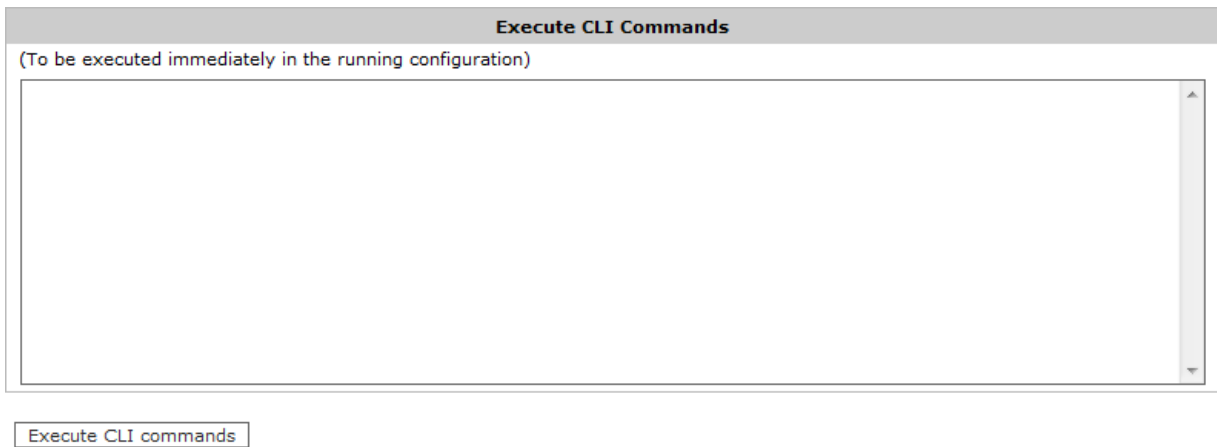 Execute CLI Commands
(To be executed immediately in the running configuration)
Execute CLI commands